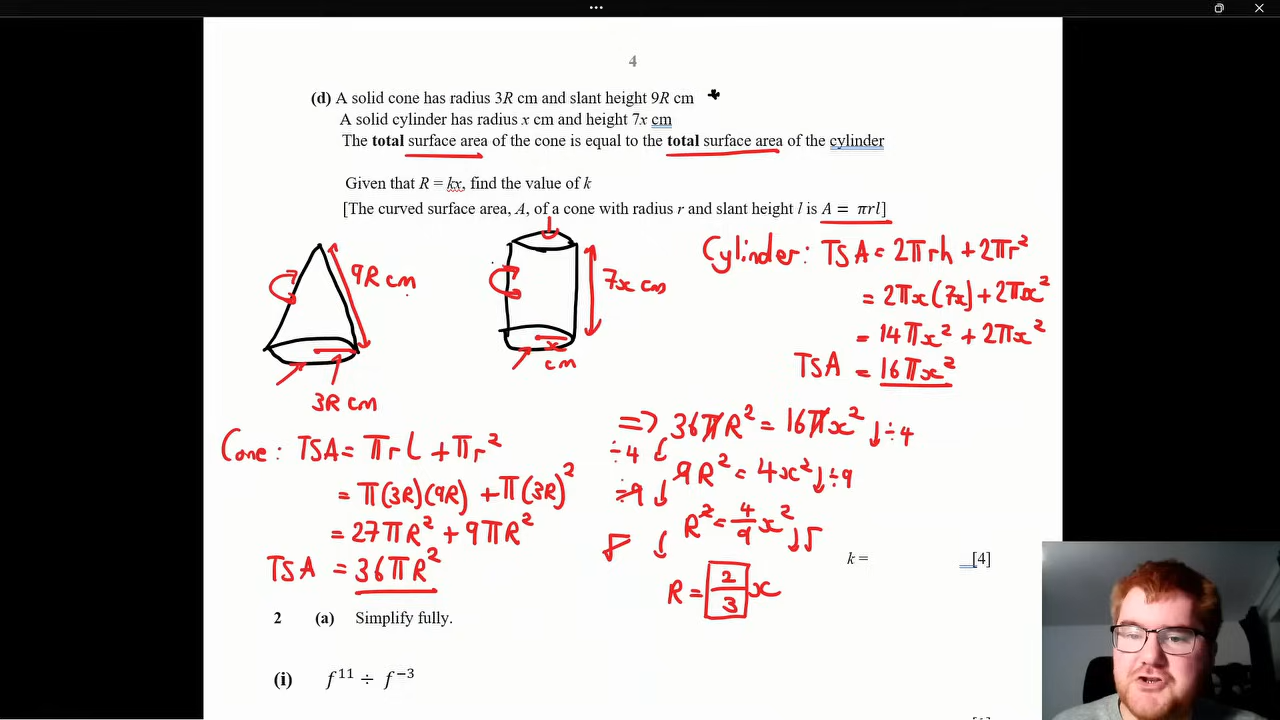 4
(d) A solid cone has radius 3R cm and slant height 9R cm
A solid cylinder has radius x cm and height 7x cm
The total surface area of the cone is equal to the total surface area of the cylinder
Given that R = kx, find the value of k
[The curved surface area, A, of a cone with radius r and slant height l is A = πrl]
9R cm
3R cm
7x cm
x
cm
Cylinder: TSA = 2πrh + 2πr²
= 2πx(7x) + 2πx²
= 14πx² + 2πx²
TSA = 16πx²
Cone: TSA = πrl + πr²
= π(3R)(9R) + π(3R)²
= 27πR² + 9πR²
TSA = 36πR²
=> 36πR² = 16πx² ↓ ÷4
÷4 ↓ 9R² = 4x² ↓ ÷9
÷9 ↓ R² = 4/9 x² ↓ √
√ ↓ R = 2/3 x
k = __[4]
2 (a) Simplify fully.
(i) f¹¹ ÷ f⁻³